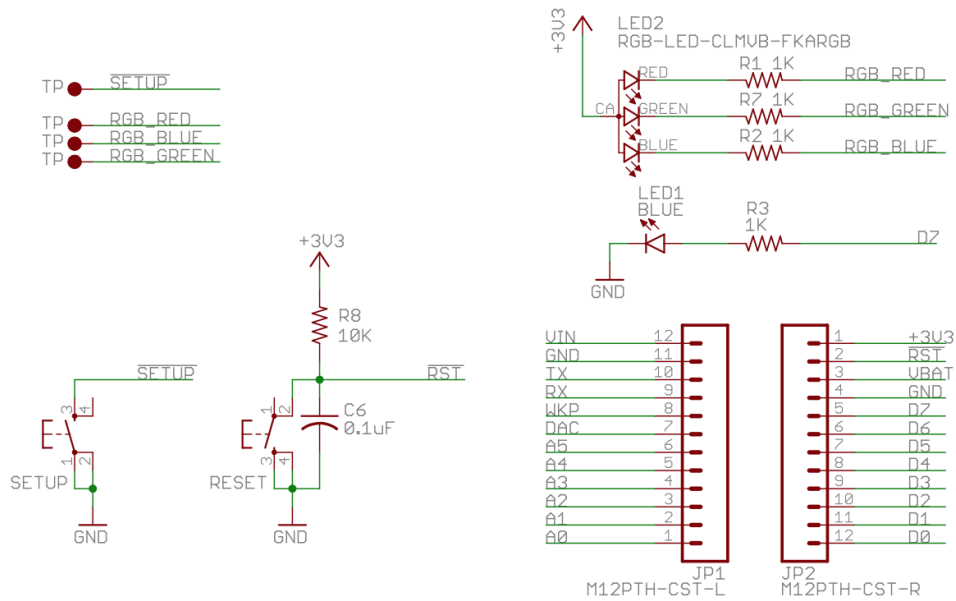 TP SETUP
TP RGB_RED
TP RGB_BLUE
TP RGB_GREEN
+3V3
LED2
RGB-LED-CLMVB-FKARGB
CA
RED
R1 1K
RGB_RED
GREEN
R7 1K
RGB_GREEN
BLUE
R2 1K
RGB_BLUE
LED1
BLUE
R3
1K
D7
GND
+3V3
R8
10K
SETUP
3
4
1
2
SETUP
GND
RST
1
2
C6
0.1uF
3
4
RESET
GND
VIN 12
GND 11
TX 10
RX 9
WKP 8
DAC 7
A5 6
A4 5
A3 4
A2 3
A1 2
A0 1
JP1
M12PTH-CST-L
1 +3V3
2 RST
3 VBAT
4 GND
5 D7
6 D6
7 D5
8 D4
9 D3
10 D2
11 D1
12 D0
JP2
M12PTH-CST-R